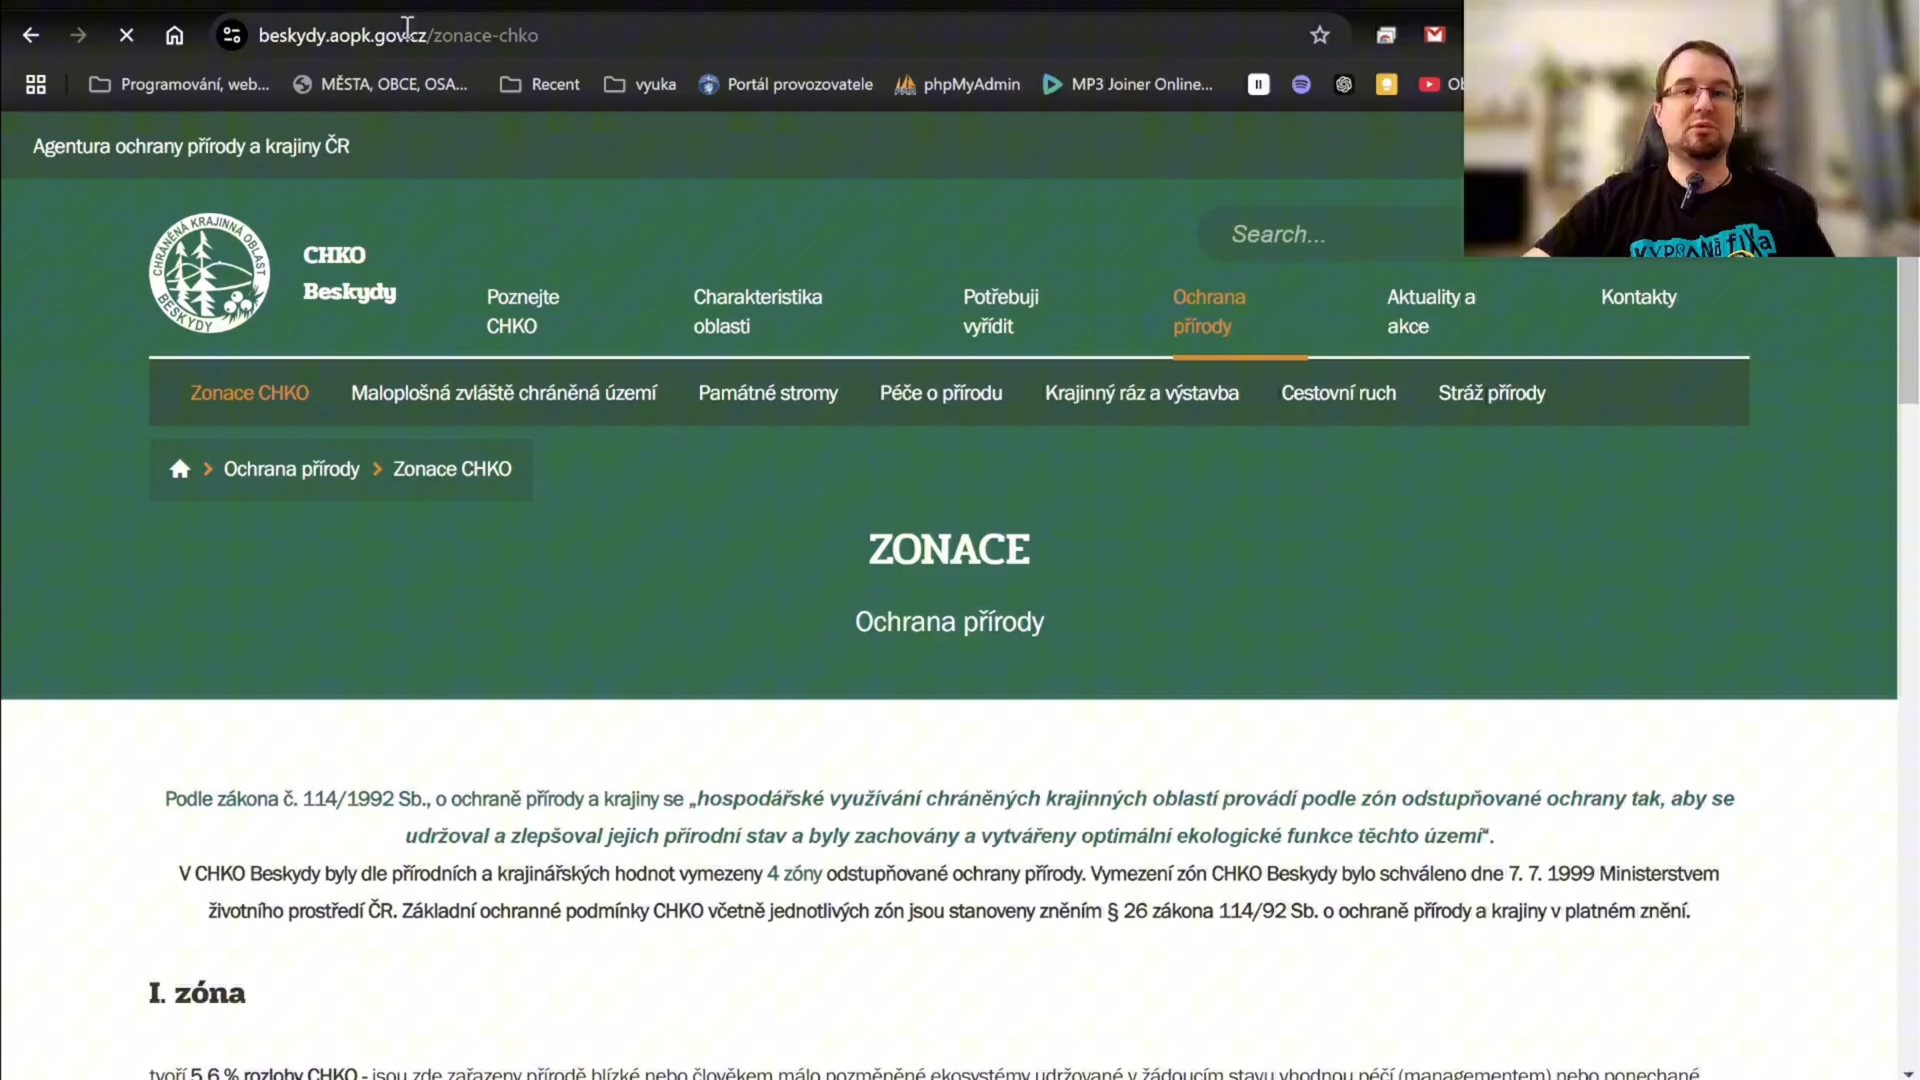 beskydy.aopk.gov.cz/zonace-chko
Programování, web...
MĚSTA, OBCE, OSA...
Recent
vyuka
Portál provozovatele
phpMyAdmin
MP3 Joiner Online...
Agentura ochrany přírody a krajiny ČR
CHRÁNĚNÁ KRAJINNÁ OBLAST
BESKYDY
CHKO
Beskydy
Search...
Poznejte
CHKO
Charakteristika
oblasti
Potřebuji
vyřídit
Ochrana
přírody
Aktuality a
akce
Kontakty
Zonace CHKO
Maloplošná zvláště chráněná území
Památné stromy
Péče o přírodu
Krajinný ráz a výstavba
Cestovní ruch
Stráž přírody
Ochrana přírody
Zonace CHKO
ZONACE
Ochrana přírody
Podle zákona č. 114/1992 Sb., o ochraně přírody a krajiny se „hospodářské využívání chráněných krajinných oblastí provádí podle zón odstupňované ochrany tak, aby se
udržoval a zlepšoval jejich přírodní stav a byly zachovány a vytvářeny optimální ekologické funkce těchto území“.
V CHKO Beskydy byly dle přírodních a krajinářských hodnot vymezeny 4 zóny odstupňované ochrany přírody. Vymezení zón CHKO Beskydy bylo schváleno dne 7. 7. 1999 Ministerstvem
životního prostředí ČR. Základní ochranné podmínky CHKO včetně jednotlivých zón jsou stanoveny zněním § 26 zákona 114/92 Sb. o ochraně přírody a krajiny v platném znění.
I. zóna
tvoří 5,6 % rozlohy CHKO - jsou zde zařazeny přírodě blízké nebo člověkem málo pozměněné ekosystémy udržované v žádoucím stavu vhodnou péčí (managementem) nebo ponechané